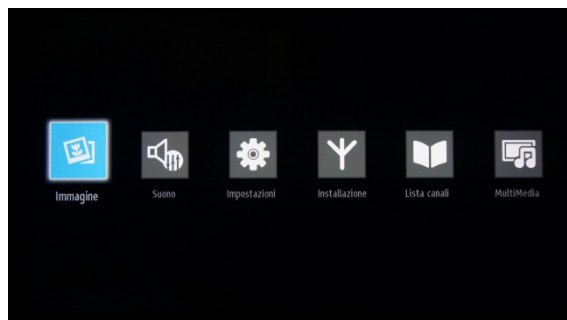 Immagine
Suono
Impostazioni
Installazione
Lista canali
MultiMedia